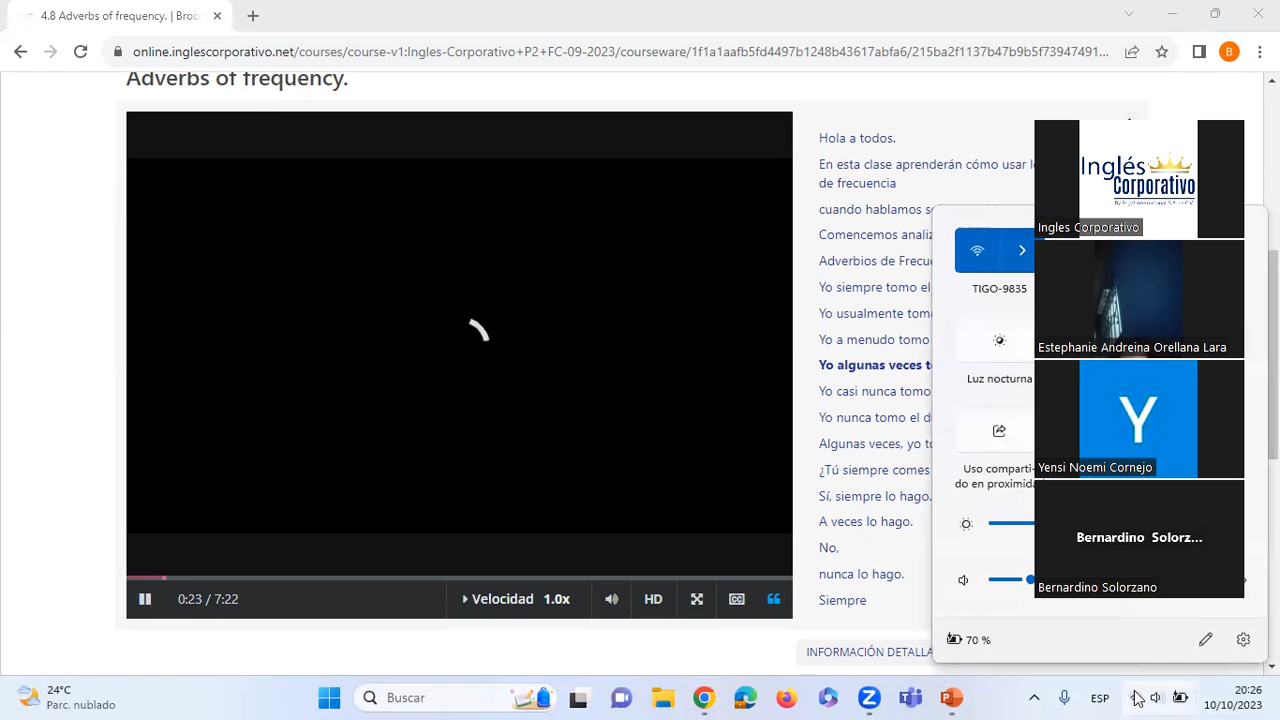 4.8 Adverbs of frequency. | Broc
online.inglescorporativo.net/courses/course-v1:Ingles-Corporativo+P2+FC-09-2023/courseware/1f1a1aafb5fd4497b1248b43617abfa6/215ba2f1137b47b9b5f73947491...
B
Adverbs of frequency.
Hola a todos.
En esta clase aprenderán cómo usar l
de frecuencia
cuando hablamos s
Comencemos analiz
Adverbios de Frecue
Yo siempre tomo el
Yo usualmente tom
Yo a menudo tomo
Yo algunas veces t
Yo casi nunca tomo
Yo nunca tomo el d
Algunas veces, yo t
¿Tú siempre comes
Sí, siempre lo hago.
A veces lo hago.
No,
nunca lo hago.
Siempre
INFORMACIÓN DETALLA
0:23 / 7:22
Velocidad 1.0x
HD
CC
TIGO-9835
Luz nocturna
Uso comparti-
do en proximida
70 %
Inglés
Corporativo
Ingles Corporativo
Estephanie Andreina Orellana Lara
Y
Yensi Noemi Cornejo
Bernardino Solorz...
Bernardino Solorzano
24°C
Parc. nublado
Buscar
ESP
20:26
10/10/2023